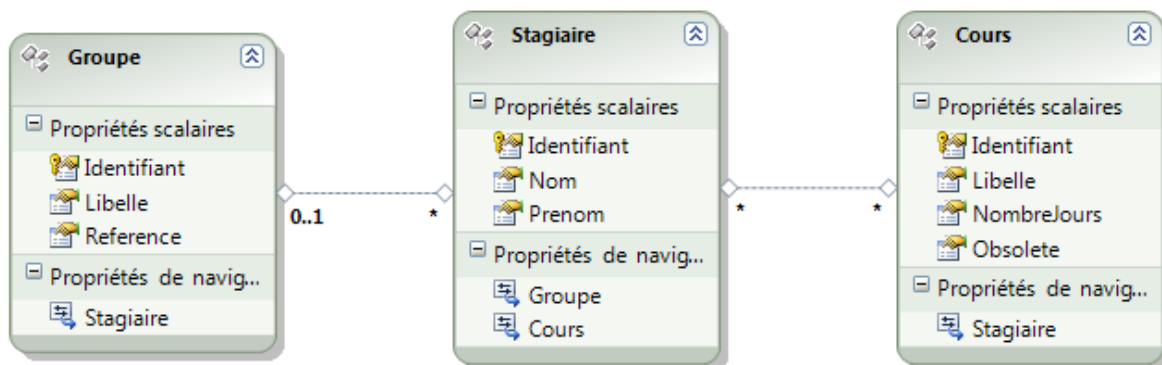 Groupe
Propriétés scalaires
Identifiant
Libelle
Reference
Propriétés de navig...
Stagiaire
0..1
*
Stagiaire
Propriétés scalaires
Identifiant
Nom
Prenom
Propriétés de navig...
Groupe
Cours
*
*
Cours
Propriétés scalaires
Identifiant
Libelle
NombreJours
Obsolete
Propriétés de navig...
Stagiaire